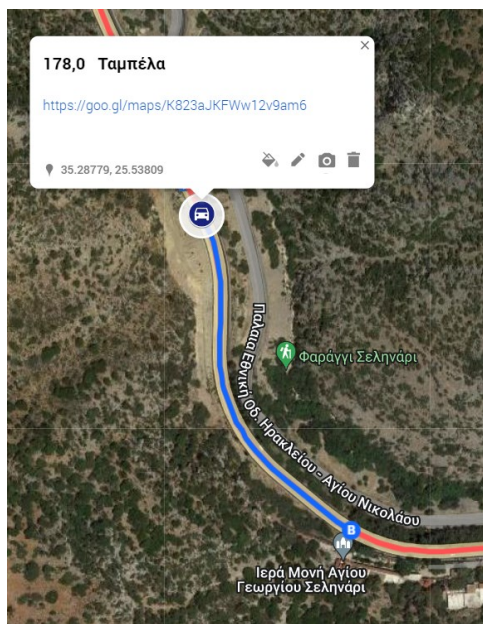 178,0 Ταμπέλα
https://goo.gl/maps/K823aJKFWw12v9am6
35.28779, 25.53809
Παλαιά Εθνική Οδ. Ηρακλείου - Αγίου Νικολάου
Φαράγγι Σεληνάρι
B
Ιερά Μονή Αγίου
Γεωργίου Σεληνάρι